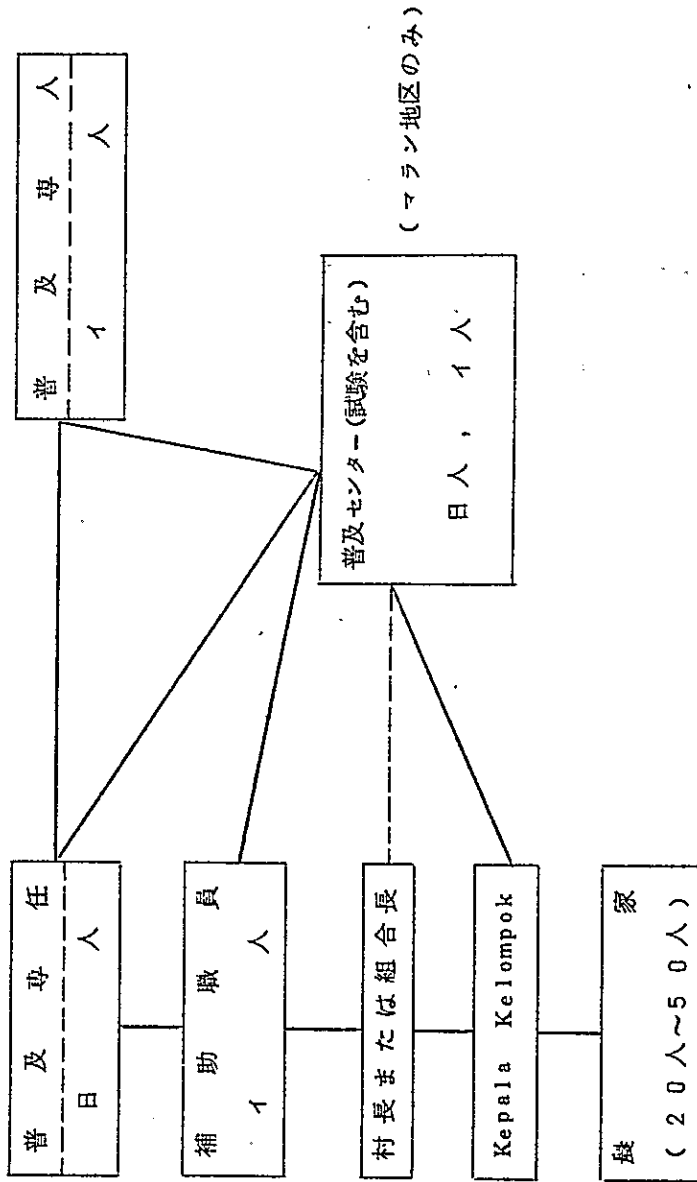 普及専任
日人
補助職員
イ人
村長または組合長
Kepala Kelompok
農家
(20人~50人)
普及専人
イ人
普及センター(試験を含む)
日人, イ人
(マラン地区のみ)